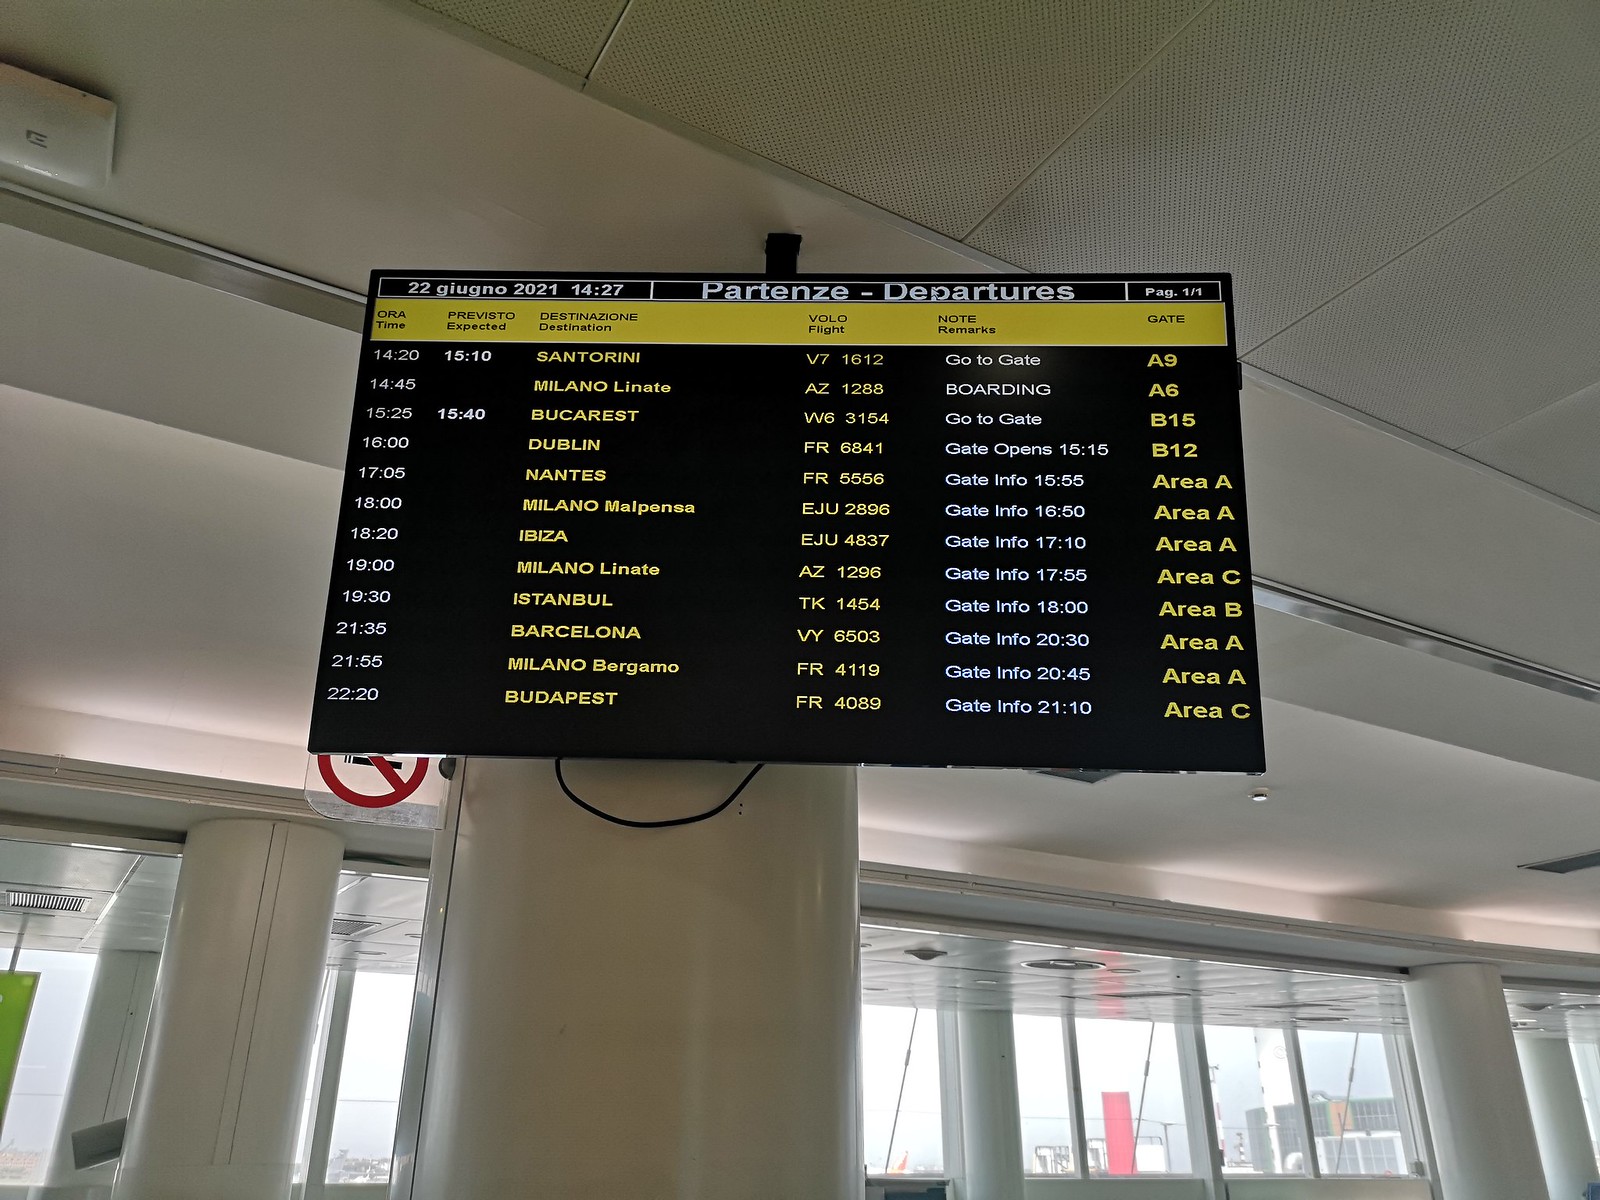 22 giugno 2021 14:27 Partenze - Departures Pag. 1/1
ORA PREVISTO DESTINAZIONE VOLO NOTE GATE
Time Expected Destination Flight Remarks
14:20 15:10 SANTORINI V7 1612 Go to Gate A9
14:45 MILANO Linate AZ 1288 BOARDING A6
15:25 15:40 BUCAREST W6 3154 Go to Gate B15
16:00 DUBLIN FR 6841 Gate Opens 15:15 B12
17:05 NANTES FR 5556 Gate Info 15:55 Area A
18:00 MILANO Malpensa EJU 2896 Gate Info 16:50 Area A
18:20 IBIZA EJU 4837 Gate Info 17:10 Area A
19:00 MILANO Linate AZ 1296 Gate Info 17:55 Area C
19:30 ISTANBUL TK 1454 Gate Info 18:00 Area B
21:35 BARCELONA VY 6503 Gate Info 20:30 Area A
21:55 MILANO Bergamo FR 4119 Gate Info 20:45 Area A
22:20 BUDAPEST FR 4089 Gate Info 21:10 Area C